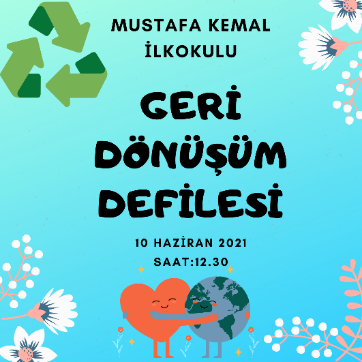 MUSTAFA KEMAL
İLKOKULU
GERİ
DÖNÜŞÜM
DEFİLESİ
10 HAZİRAN 2021
SAAT:12.30